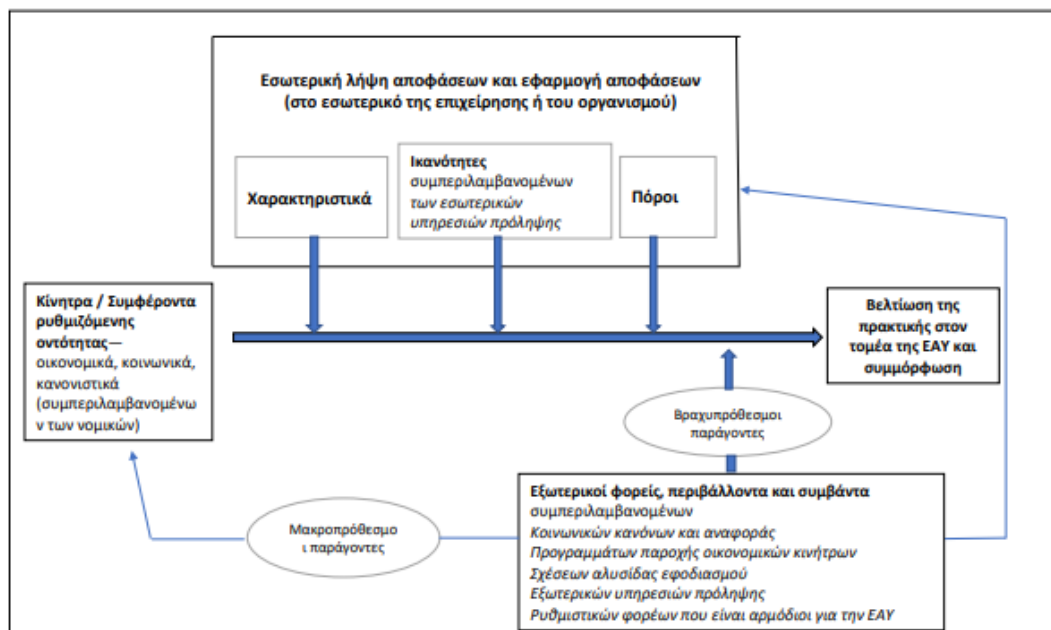 Εσωτερική λήψη αποφάσεων και εφαρμογή αποφάσεων
(στο εσωτερικό της επιχείρησης ή του οργανισμού)
Χαρακτηριστικά
Ικανότητες
συμπεριλαμβανομένων
των εσωτερικών
υπηρεσιών πρόληψης
Πόροι
Κίνητρα / Συμφέροντα
ρυθμιζόμενης
οντότητας—
οικονομικά, κοινωνικά,
κανονιστικά
(συμπεριλαμβανομένω
ν των νομικών)
Βελτίωση της
πρακτικής στον
τομέα της ΕΑΥ και
συμμόρφωση
Βραχυπρόθεσμοι
παράγοντες
Μακροπρόθεσμο
ι παράγοντες
Εξωτερικοί φορείς, περιβάλλοντα και συμβάντα
συμπεριλαμβανομένων
Κοινωνικών κανόνων και αναφοράς
Προγραμμάτων παροχής οικονομικών κινήτρων
Σχέσεων αλυσίδας εφοδιασμού
Εξωτερικών υπηρεσιών πρόληψης
Ρυθμιστικών φορέων που είναι αρμόδιοι για την ΕΑΥ